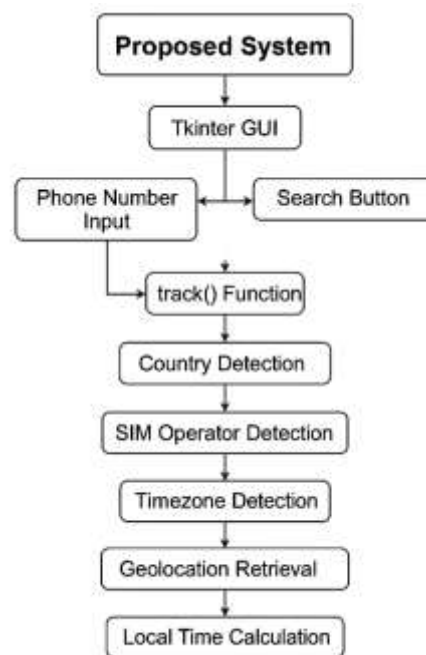 Proposed System
Tkinter GUI
Phone Number
Input
Search Button
track() Function
Country Detection
SIM Operator Detection
Timezone Detection
Geolocation Retrieval
Local Time Calculation